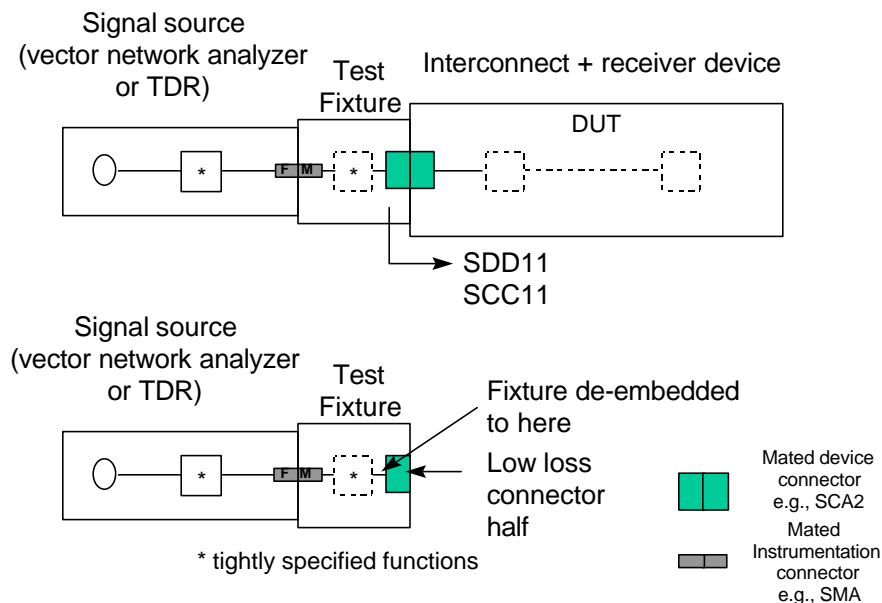 Signal source
(vector network analyzer
or TDR)
Test
Fixture
Interconnect + receiver device
DUT
*
F M
*
SDD11
SCC11
Signal source
(vector network analyzer
or TDR)
Test
Fixture
Fixture de-embedded
to here
*
F M
*
Low loss
connector
half
* tightly specified functions
Mated device
connector
e.g., SCA2
Mated
Instrumentation
connector
e.g., SMA